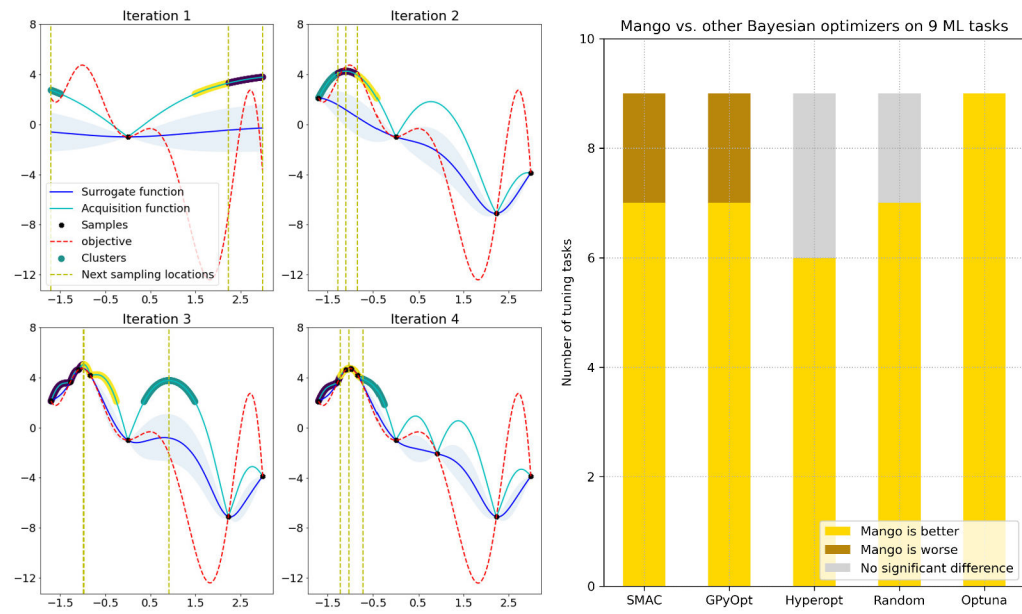 Iteration 1
8
4
0
−4
−8
−12
−1.5
−0.5
0.5
1.5
2.5
Surrogate function
Acquisition function
Samples
objective
Clusters
Next sampling locations
Iteration 2
8
4
0
−4
−8
−12
−1.5
−0.5
0.5
1.5
2.5
Iteration 3
8
4
0
−4
−8
−12
−1.5
−0.5
0.5
1.5
2.5
Iteration 4
8
4
0
−4
−8
−12
−1.5
−0.5
0.5
1.5
2.5
Mango vs. other Bayesian optimizers on 9 ML tasks
Number of tuning tasks
10
8
6
4
2
0
Mango is better
Mango is worse
No significant difference
SMAC
GPyOpt
Hyperopt
Random
Optuna